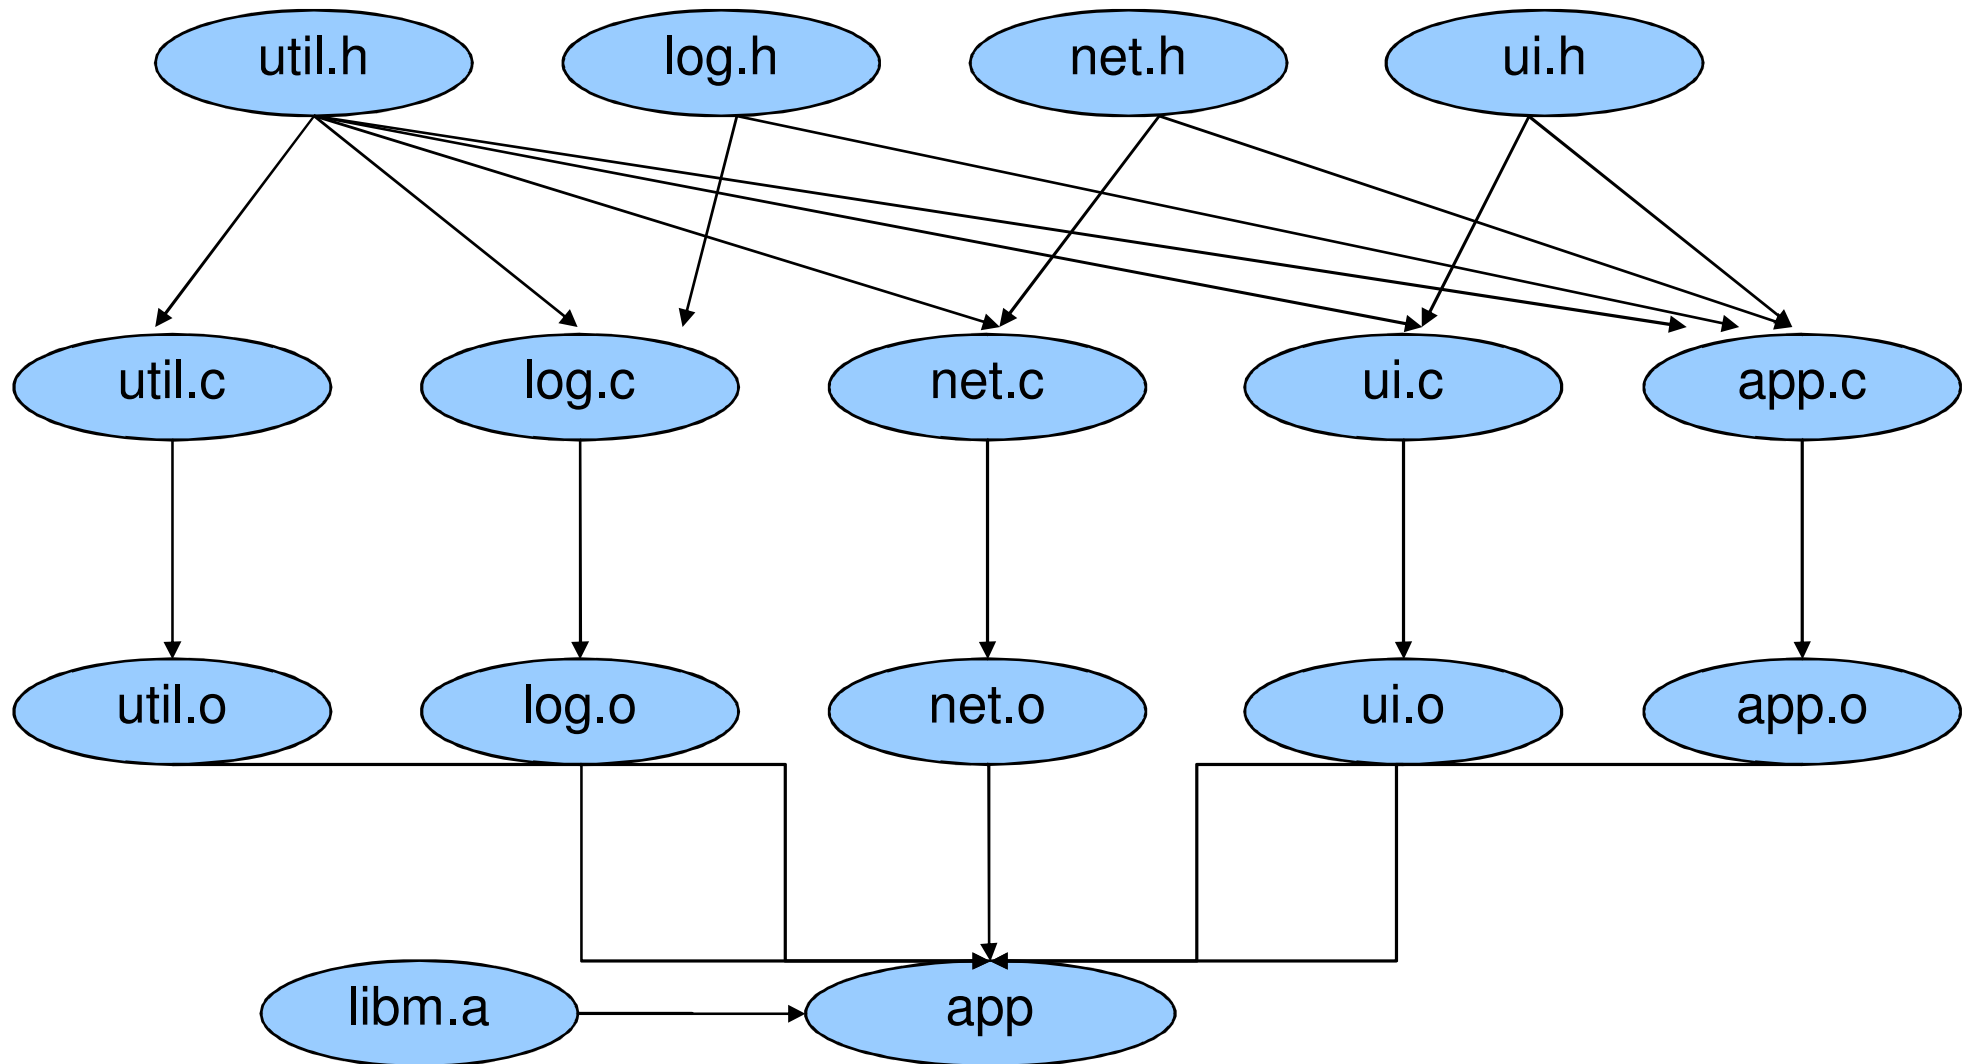 util.h
log.h
net.h
ui.h
util.c
log.c
net.c
ui.c
app.c
util.o
log.o
net.o
ui.o
app.o
libm.a
app